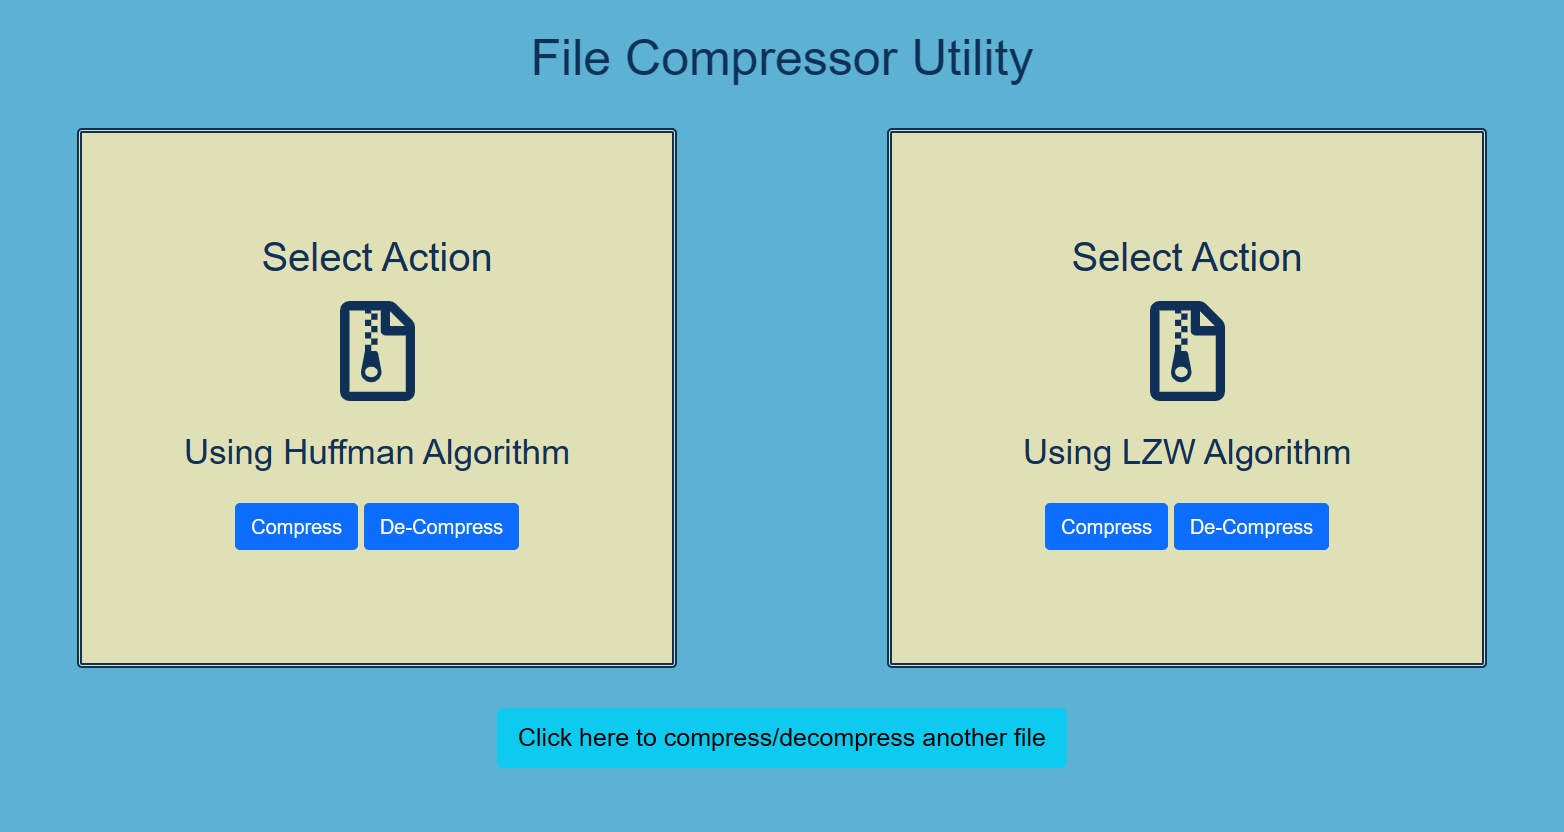 File Compressor Utility
Select Action
Using Huffman Algorithm
Compress De-Compress
Select Action
Using LZW Algorithm
Compress De-Compress
Click here to compress/decompress another file